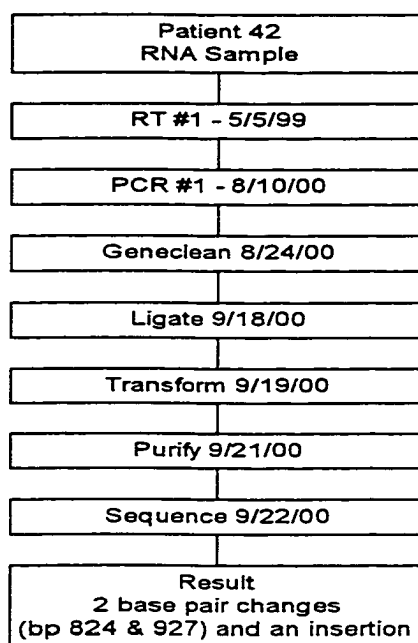 Patient 42
RNA Sample
RT #1 - 5/5/99
PCR #1 - 8/10/00
Geneclean 8/24/00
Ligate 9/18/00
Transform 9/19/00
Purify 9/21/00
Sequence 9/22/00
Result
2 base pair changes
(bp 824 & 927) and an insertion